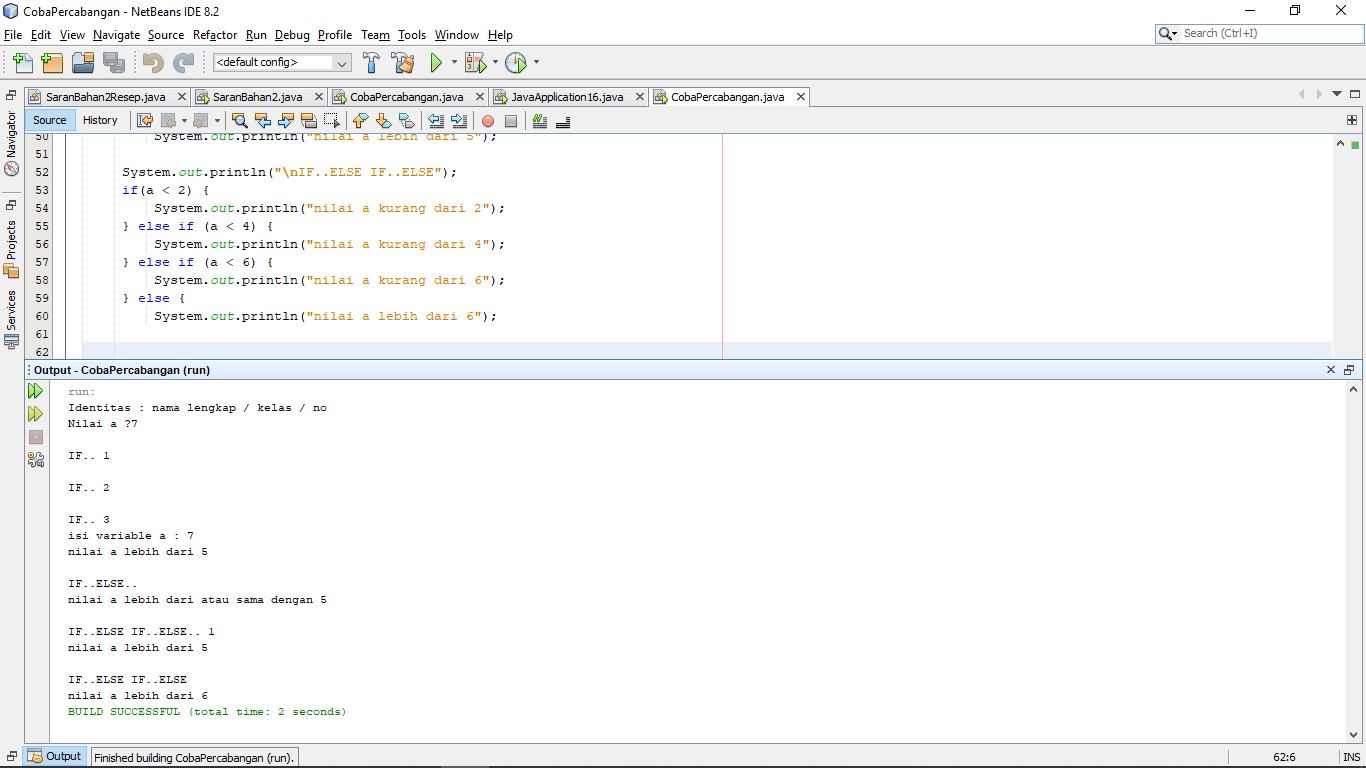 CobaPercabangan - NetBeans IDE 8.2
File Edit View Navigate Source Refactor Run Debug Profile Team Tools Window Help
Search (Ctrl+I)
<default config>
SaranBahan2Resep.java SaranBahan2.java CobaPercabangan.java JavaApplication16.java CobaPercabangan.java
Navigator
Projects
Services
Source History
50 System.out.println("nilai a lebih dari 5");
51
52 System.out.println("\nIF..ELSE IF..ELSE");
53 if(a < 2) {
54 System.out.println("nilai a kurang dari 2");
55 } else if (a < 4) {
56 System.out.println("nilai a kurang dari 4");
57 } else if (a < 6) {
58 System.out.println("nilai a kurang dari 6");
59 } else {
60 System.out.println("nilai a lebih dari 6");
61
62
Output - CobaPercabangan (run)
run:
Identitas : nama lengkap / kelas / no
Nilai a ?7
IF.. 1
IF.. 2
IF.. 3
isi variable a : 7
nilai a lebih dari 5
IF..ELSE..
nilai a lebih dari atau sama dengan 5
IF..ELSE IF..ELSE.. 1
nilai a lebih dari 5
IF..ELSE IF..ELSE
nilai a lebih dari 6
BUILD SUCCESSFUL (total time: 2 seconds)
Output
Finished building CobaPercabangan (run).
62:6
INS